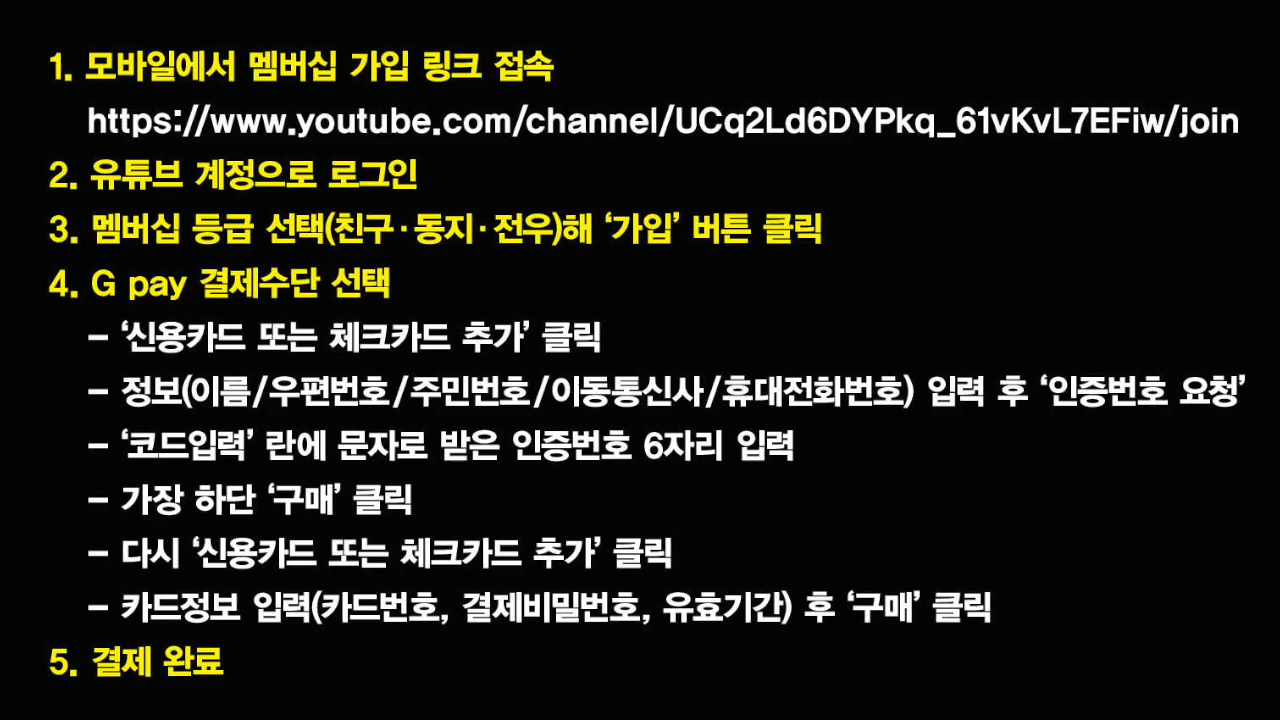 1. 모바일에서 멤버십 가입 링크 접속
https://www.youtube.com/channel/UCq2Ld6DYPkq_61vKvL7EFiw/join
2. 유튜브 계정으로 로그인
3. 멤버십 등급 선택(친구·동지·전우)해 ‘가입’ 버튼 클릭
4. G pay 결제수단 선택
- ‘신용카드 또는 체크카드 추가’ 클릭
- 정보(이름/우편번호/주민번호/이동통신사/휴대전화번호) 입력 후 ‘인증번호 요청’
- ‘코드입력’ 란에 문자로 받은 인증번호 6자리 입력
- 가장 하단 ‘구매’ 클릭
- 다시 ‘신용카드 또는 체크카드 추가’ 클릭
- 카드정보 입력(카드번호, 결제비밀번호, 유효기간) 후 ‘구매’ 클릭
5. 결제 완료